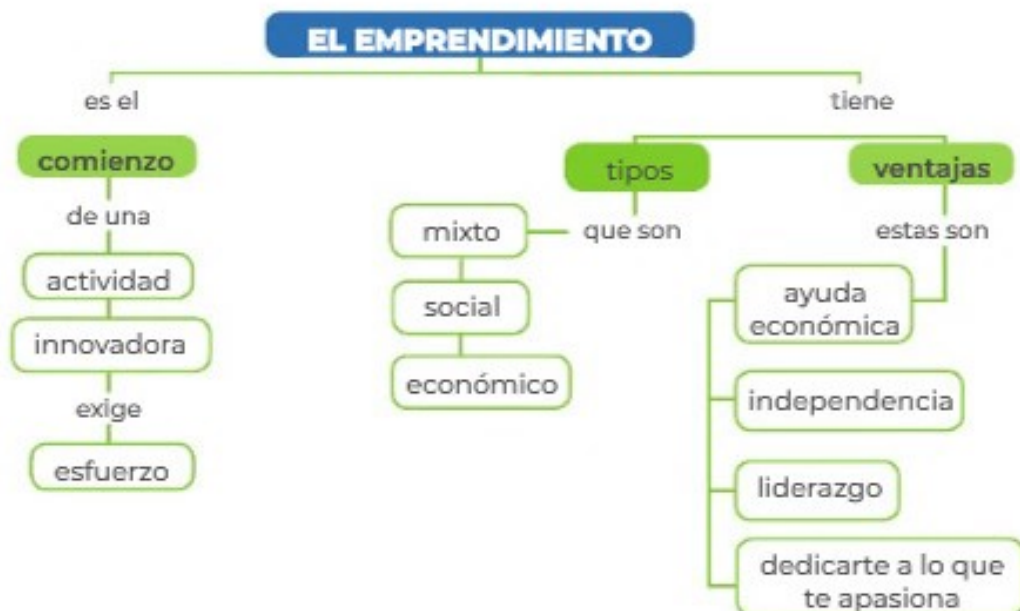 EL EMPRENDIMIENTO
es el
tiene
comienzo
tipos
ventajas
de una
mixto
que son
estas son
actividad
social
ayuda
económica
innovadora
económico
independencia
exige
esfuerzo
liderazgo
dedicarte a lo que
te apasiona